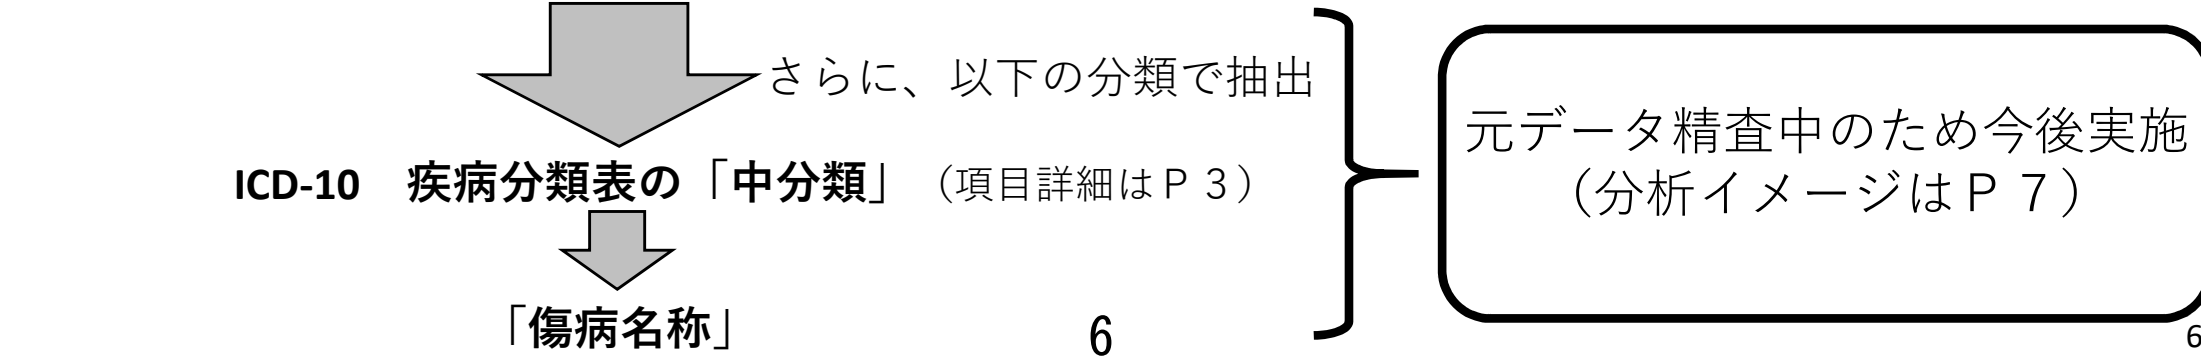 さらに、以下の分類で抽出
ICD-10　疾病分類表の「中分類」（項目詳細はＰ３）
「傷病名称」
元データ精査中のため今後実施
（分析イメージはＰ７）
6
6